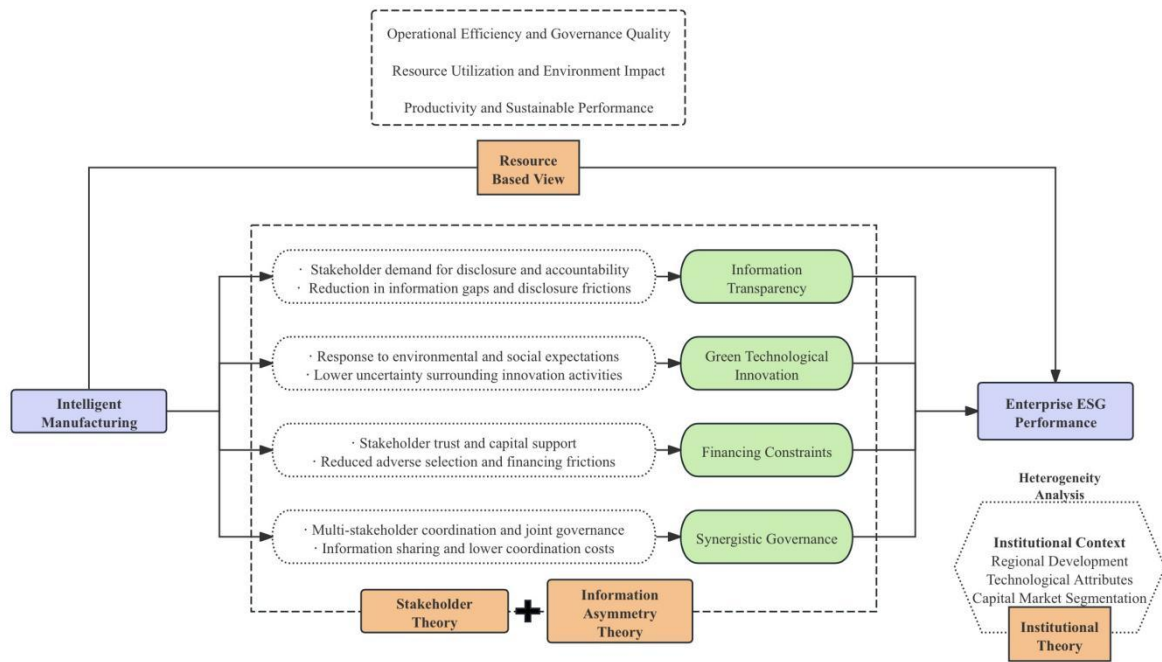 Operational Efficiency and Governance Quality
Resource Utilization and Environment Impact
Productivity and Sustainable Performance
Resource
Based View
· Stakeholder demand for disclosure and accountability
· Reduction in information gaps and disclosure frictions
Information
Transparency
· Response to environmental and social expectations
· Lower uncertainty surrounding innovation activities
Green Technological
Innovation
Intelligent
Manufacturing
Enterprise ESG
Performance
· Stakeholder trust and capital support
· Reduced adverse selection and financing frictions
Financing Constraints
· Multi-stakeholder coordination and joint governance
· Information sharing and lower coordination costs
Synergistic Governance
Stakeholder
Theory
+
Information
Asymmetry
Theory
Heterogeneity
Analysis
Institutional Context
Regional Development
Technological Attributes
Capital Market Segmentation
Institutional
Theory